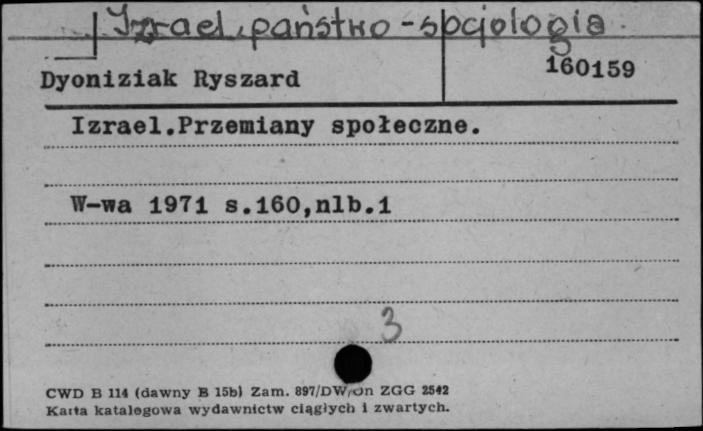 Izrael, państwo - socjologia
Dyoniziak Ryszard
160159
Izrael.Przemiany społeczne.
W-wa 1971 s.160,nlb.1
3
CWD B 114 (dawny B 15b) Zam. 897/DW/On ZGG 2542
Karta katalogowa wydawnictw ciągłych i zwartych.